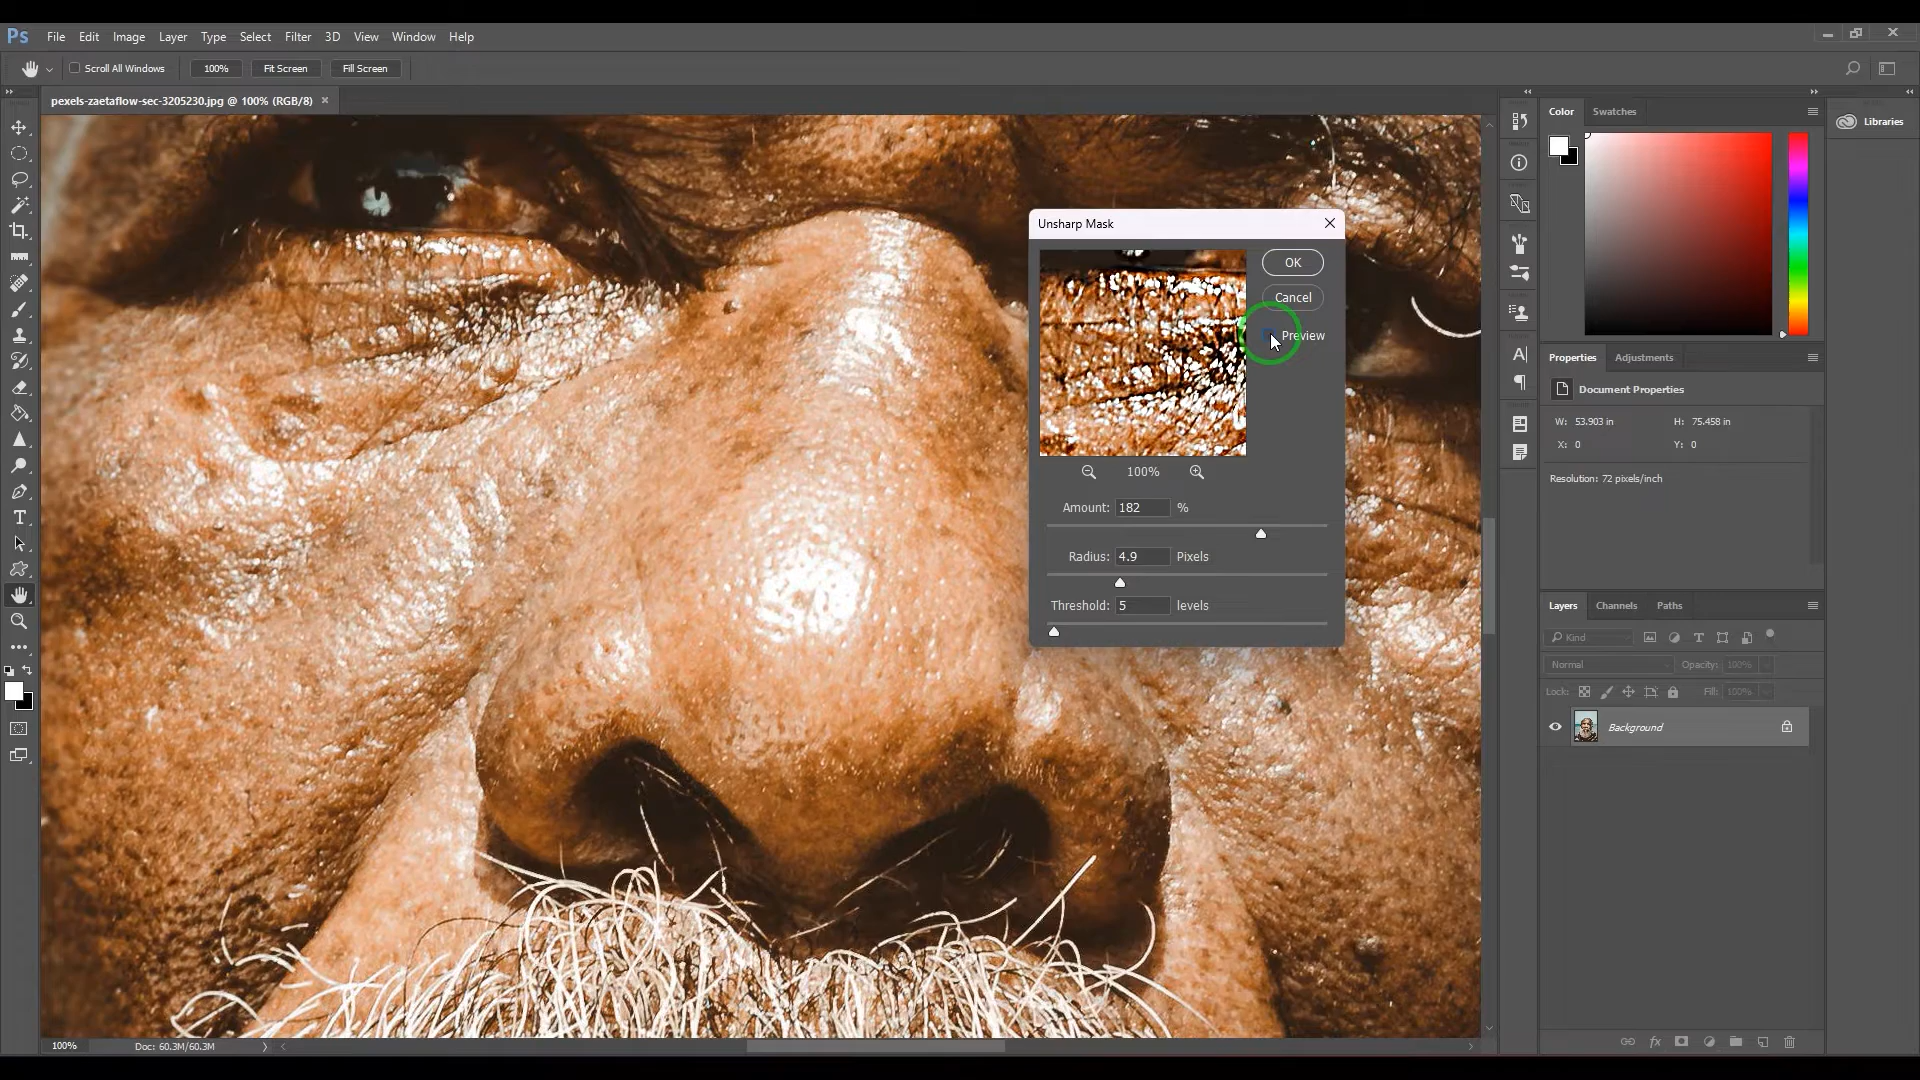 Ps File Edit Image Layer Type Select Filter 3D View Window Help
Scroll All Windows 100% Fit Screen Fill Screen
pexels-zaetaflow-sec-3205230.jpg @ 100% (RGB/8) ×
Color Swatches
Libraries
Unsharp Mask
OK
Cancel
Preview
100%
Amount: 182 %
Radius: 4.9 Pixels
Threshold: 5 levels
Properties Adjustments
Document Properties
W: 53.903 in H: 75.458 in
X: 0 Y: 0
Resolution: 72 pixels/inch
Layers Channels Paths
Kind
Normal Opacity: 100%
Lock: Fill: 100%
Background
100% Doc: 60.3M/60.3M